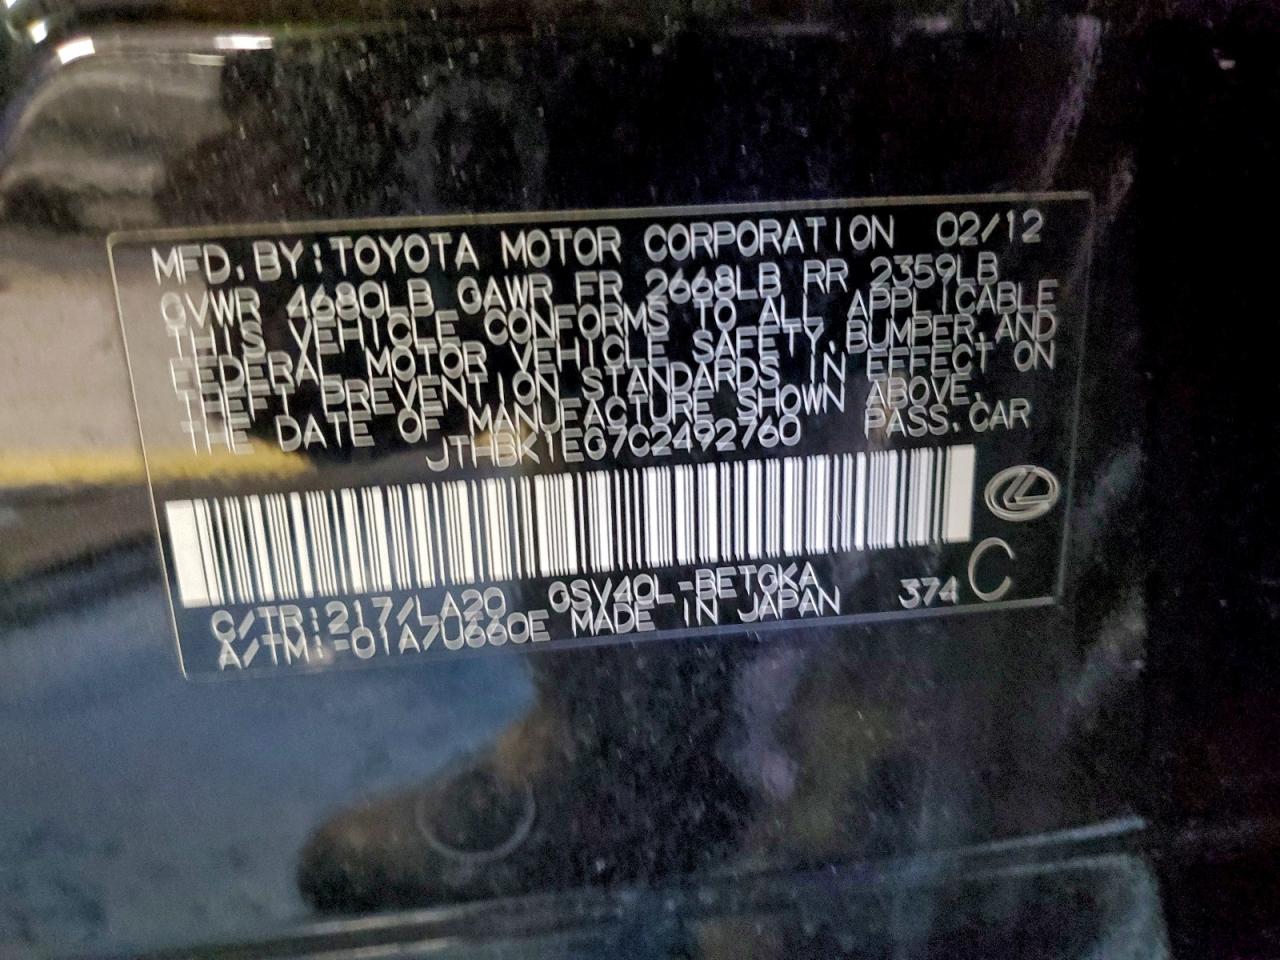 MFD. BY: TOYOTA MOTOR CORPORATION 02/12
GVWR 4680LB GAWR FR 2668LB RR 2359LB
THIS VEHICLE CONFORMS TO ALL APPLICABLE
FEDERAL MOTOR VEHICLE SAFETY, BUMPER, AND
THEFT PREVENTION STANDARDS IN EFFECT ON
THE DATE OF MANUFACTURE SHOWN ABOVE.
JTHBK1EG7C2492760 PASS. CAR
C/TR: 217/LA20 GSV40L-BETGKA 374 C
A/TM: -01A/U660E MADE IN JAPAN